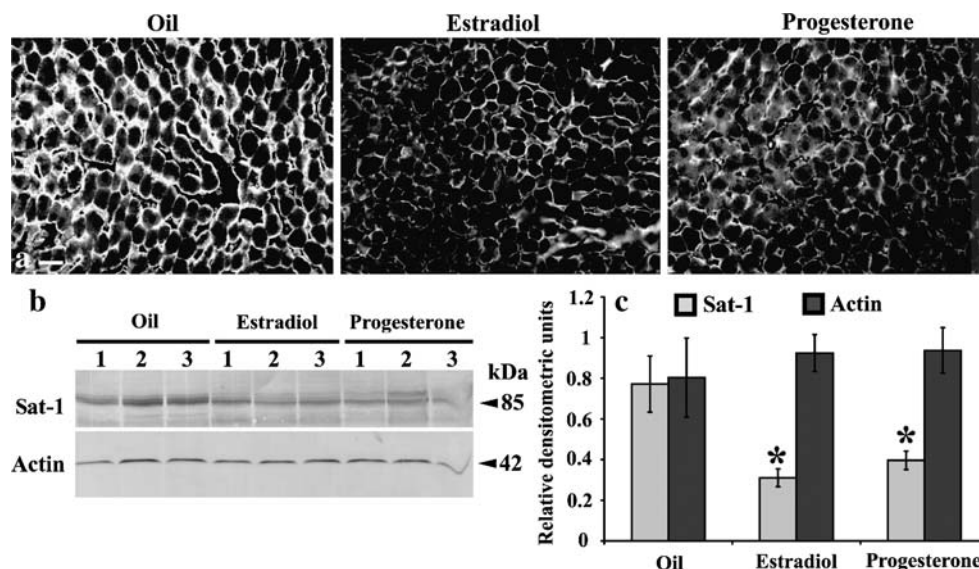 Oil Estradiol Progesterone
a
b
Oil Estradiol Progesterone
1 2 3 1 2 3 1 2 3
kDa
Sat-1 85
Actin 42
c
Sat-1 Actin
Relative densitometric units
1.2
1
0.8
0.6
0.4
0.2
0
* *
Oil Estradiol Progesterone